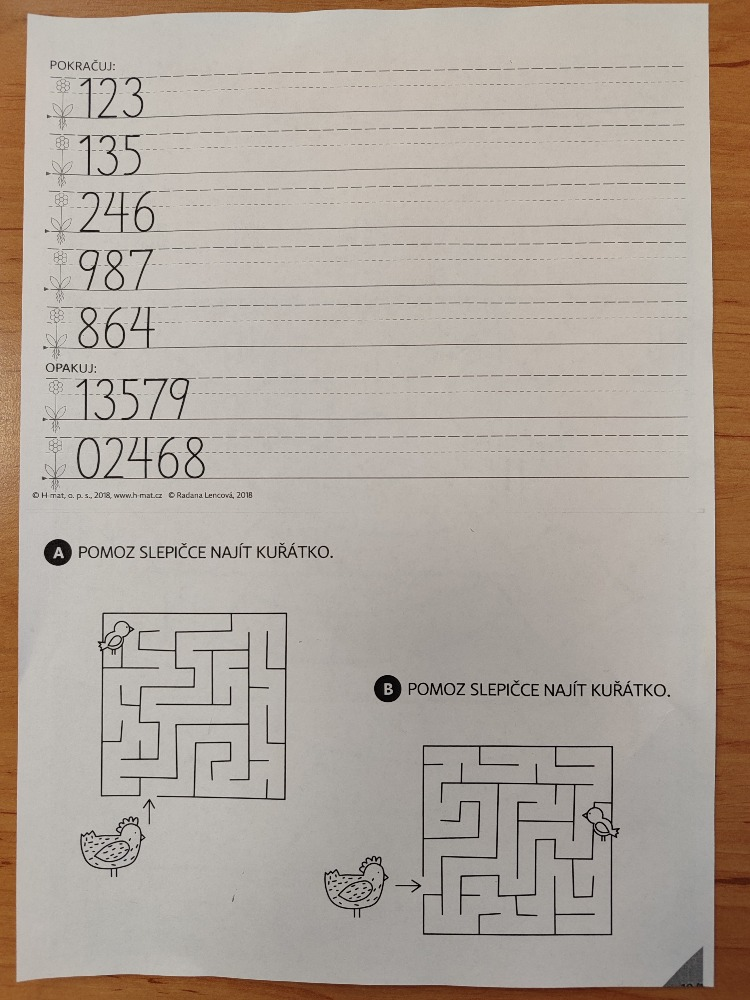 POKRAČUJ:
123
135
246
987
864
OPAKUJ:
13579
02468
© H-mat, o. p. s., 2018, www.h-mat.cz © Radana Lencová, 2018
A POMOZ SLEPIČCE NAJÍT KUŘÁTKO.
B POMOZ SLEPIČCE NAJÍT KUŘÁTKO.